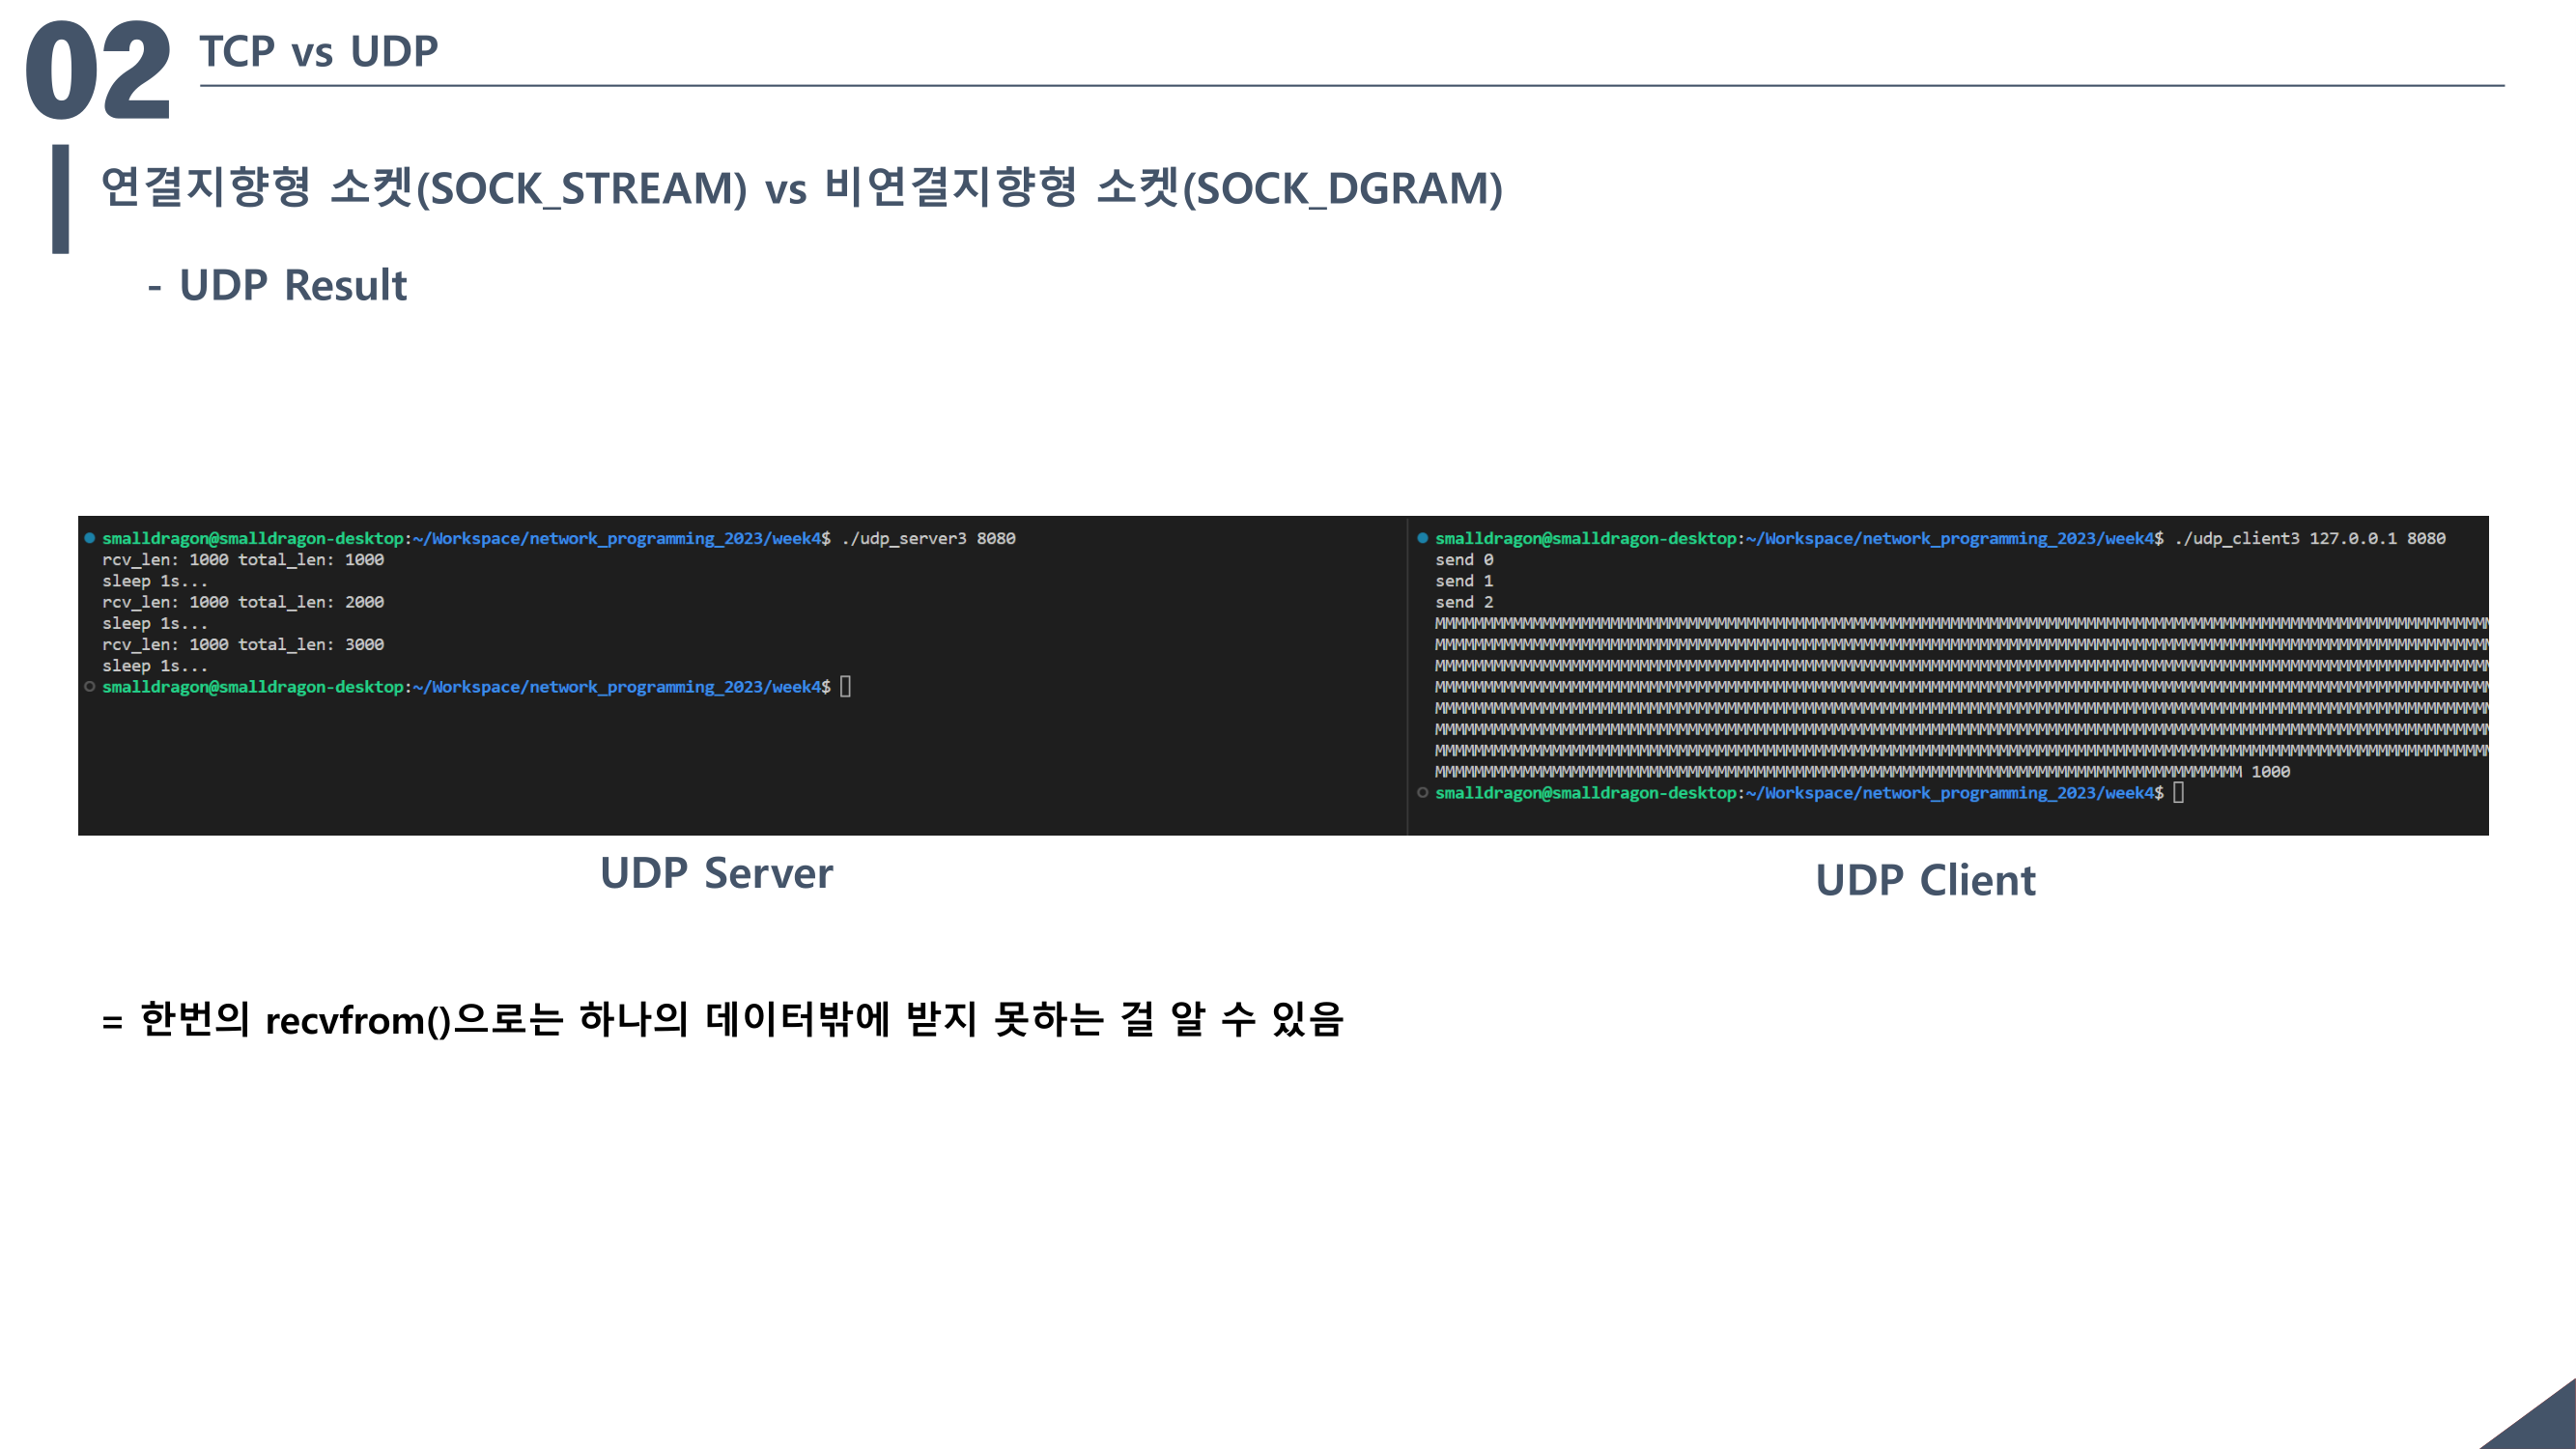 02
TCP vs UDP
연결지향형 소켓(SOCK_STREAM) vs 비연결지향형 소켓(SOCK_DGRAM)
- UDP Result
smalldragon@smalldragon-desktop:~/Workspace/network_programming_2023/week4$ ./udp_server3 8080
rcv_len: 1000 total_len: 1000
sleep 1s...
rcv_len: 1000 total_len: 2000
sleep 1s...
rcv_len: 1000 total_len: 3000
sleep 1s...
smalldragon@smalldragon-desktop:~/Workspace/network_programming_2023/week4$
smalldragon@smalldragon-desktop:~/Workspace/network_programming_2023/week4$ ./udp_client3 127.0.0.1 8080
send 0
send 1
send 2
1000
smalldragon@smalldragon-desktop:~/Workspace/network_programming_2023/week4$
UDP Server
UDP Client
= 한번의 recvfrom()으로는 하나의 데이터밖에 받지 못하는 걸 알 수 있음